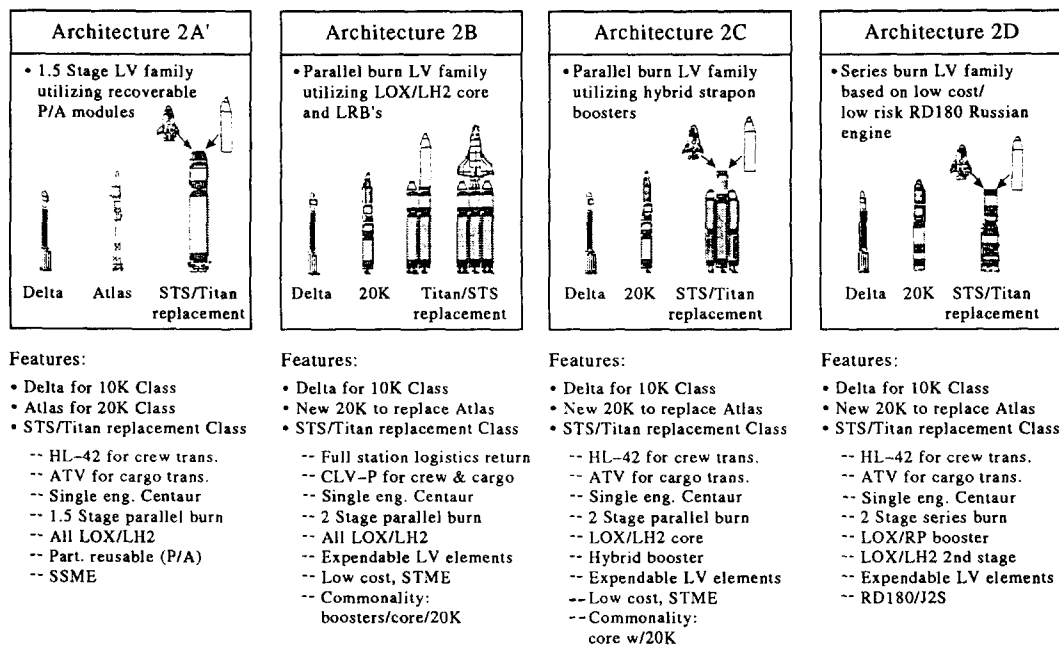 Architecture 2A'
• 1.5 Stage LV family
utilizing recoverable
P/A modules
Delta
Atlas
STS/Titan
replacement
Features:
• Delta for 10K Class
• Atlas for 20K Class
• STS/Titan replacement Class
-- HL-42 for crew trans.
-- ATV for cargo trans.
-- Single eng. Centaur
-- 1.5 Stage parallel burn
-- All LOX/LH2
-- Part. reusable (P/A)
-- SSME
Architecture 2B
• Parallel burn LV family
utilizing LOX/LH2 core
and LRB's
Delta
20K
Titan/STS
Features:
• Delta for 10K Class
• New 20K to replace Atlas
• STS/Titan replacement Class
-- Full station logistics return
-- CLV-P for crew & cargo
-- Single eng. Centaur
-- 2 Stage parallel burn
-- All LOX/LH2
-- Expendable LV elements
-- Low cost, STME
-- Commonality:
boosters/core/20K
Architecture 2C
• Parallel burn LV family
utilizing hybrid strapon
boosters
Delta
20K
STS/Titan
replacement
Features:
• Delta for 10K Class
• New 20K to replace Atlas
• STS/Titan replacement Class
-- HL-42 for crew trans.
-- ATV for cargo trans.
-- Single eng. Centaur
-- 2 Stage parallel burn
-- LOX/LH2 core
-- Hybrid booster
-- Expendable LV elements
-- Low cost, STME
-- Commonality:
core w/20K
Architecture 2D
• Series burn LV family
based on low cost/
low risk RD180 Russian
engine
Delta
20K
STS/Titan
replacement
Features:
• Delta for 10K Class
• New 20K to replace Atlas
• STS/Titan replacement Class
-- HL-42 for crew trans.
-- ATV for cargo trans.
-- Single eng. Centaur
-- 2 Stage series burn
-- LOX/RP booster
-- LOX/LH2 2nd stage
-- Expendable LV elements
-- RD180/J2S